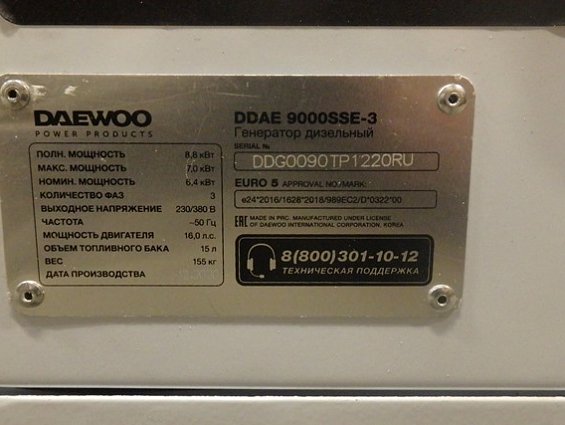 DAEWOO
POWER PRODUCTS
ПОЛН. МОЩНОСТЬ 8,8 кВт
МАКС. МОЩНОСТЬ 7,0 кВт
НОМИН. МОЩНОСТЬ 6,4 кВт
КОЛИЧЕСТВО ФАЗ 3
ВЫХОДНОЕ НАПРЯЖЕНИЕ 230/380 В
ЧАСТОТА ~50 Гц
МОЩНОСТЬ ДВИГАТЕЛЯ 16,0 л.с.
ОБЪЕМ ТОПЛИВНОГО БАКА 15 л
ВЕС 155 кг
ДАТА ПРОИЗВОДСТВА
DDAE 9000SSE-3
Генератор дизельный
SERIAL №
DDG0090TP1220RU
EURO 5 APPROVAL NO/MARK:
e24*2016/1628*2018/989EC2/D*0322*00
EAC MADE IN PRC. MANUFACTURED UNDER LICENSE
OF DAEWOO INTERNATIONAL CORPORATION, KOREA
8(800)301-10-12
ТЕХНИЧЕСКАЯ ПОДДЕРЖКА